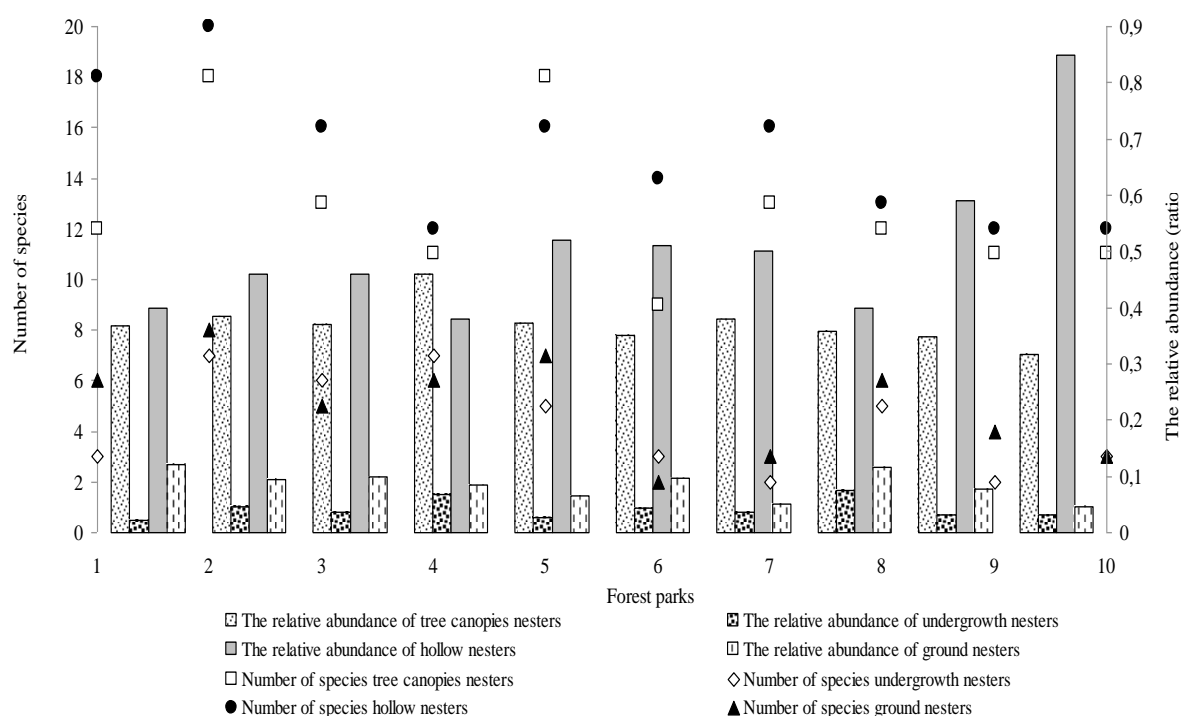 20
18
16
14
12
10
8
6
4
2
0
Number of species
0,9
0,8
0,7
0,6
0,5
0,4
0,3
0,2
0,1
0
The relative abundance (ratio
1 2 3 4 5 6 7 8 9 10
Forest parks
The relative abundance of tree canopies nesters
The relative abundance of undergrowth nesters
The relative abundance of hollow nesters
The relative abundance of ground nesters
Number of species tree canopies nesters
Number of species undergrowth nesters
Number of species hollow nesters
Number of species ground nesters